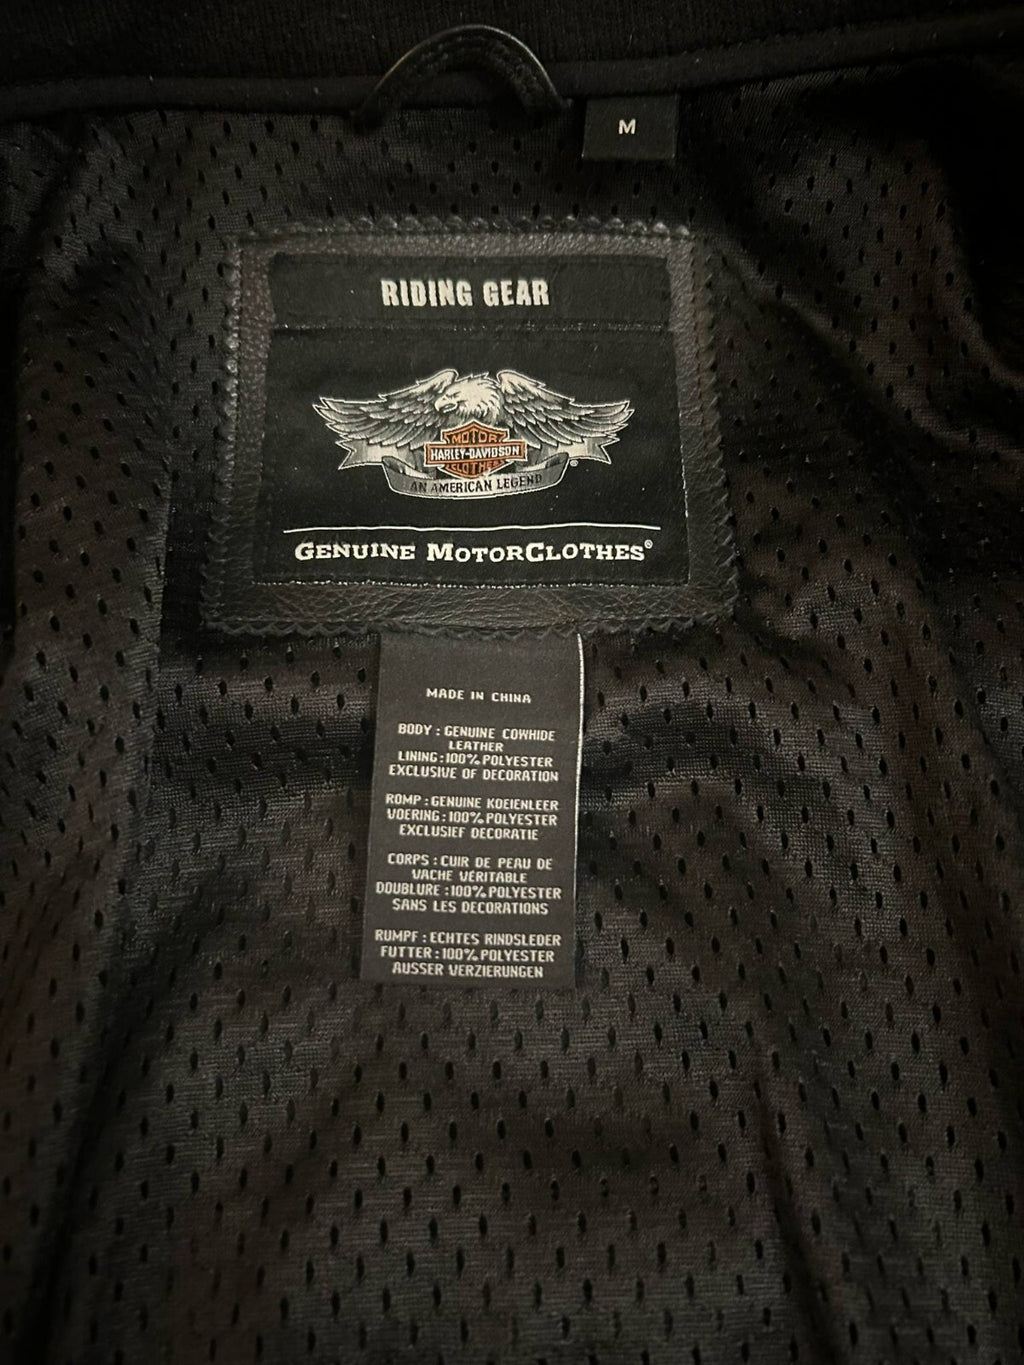 M
RIDING GEAR
MOTOR
HARLEY-DAVIDSON
CLOTHES
®
AN AMERICAN LEGEND
GENUINE MOTORCLOTHES®
MADE IN CHINA
BODY : GENUINE COWHIDE
LEATHER
LINING : 100% POLYESTER
EXCLUSIVE OF DECORATION
ROMP : GENUINE KOEIENLEER
VOERING : 100% POLYESTER
EXCLUSIEF DECORATIE
CORPS : CUIR DE PEAU DE
VACHE VÉRITABLE
DOUBLURE : 100% POLYESTER
SANS LES DECORATIONS
RUMPF : ECHTES RINDSLEDER
FUTTER : 100% POLYESTER
AUSSER VERZIERUNGEN